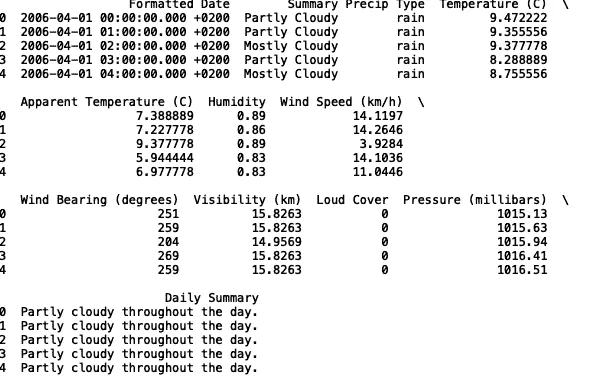 Formatted Date Summary Precip Type Temperature (C) \
0 2006-04-01 00:00:00.000 +0200 Partly Cloudy rain 9.472222
1 2006-04-01 01:00:00.000 +0200 Partly Cloudy rain 9.355556
2 2006-04-01 02:00:00.000 +0200 Mostly Cloudy rain 9.377778
3 2006-04-01 03:00:00.000 +0200 Partly Cloudy rain 8.288889
4 2006-04-01 04:00:00.000 +0200 Mostly Cloudy rain 8.755556
Apparent Temperature (C) Humidity Wind Speed (km/h) \
0 7.388889 0.89 14.1197
1 7.227778 0.86 14.2646
2 9.377778 0.89 3.9284
3 5.944444 0.83 14.1036
4 6.977778 0.83 11.0446
Wind Bearing (degrees) Visibility (km) Loud Cover Pressure (millibars) \
0 251 15.8263 0 1015.13
1 259 15.8263 0 1015.63
2 204 14.9569 0 1015.94
3 269 15.8263 0 1016.41
4 259 15.8263 0 1016.51
Daily Summary
0 Partly cloudy throughout the day.
1 Partly cloudy throughout the day.
2 Partly cloudy throughout the day.
3 Partly cloudy throughout the day.
4 Partly cloudy throughout the day.